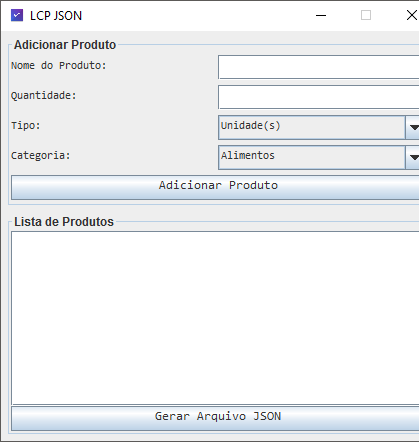 LCP JSON
Adicionar Produto
Nome do Produto:
Quantidade:
Tipo: Unidade(s)
Categoria: Alimentos
Adicionar Produto
Lista de Produtos
Gerar Arquivo JSON